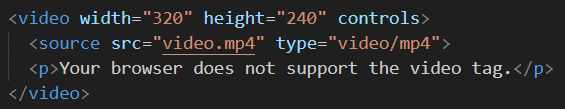 <video width="320" height="240" controls>
<source src="video.mp4" type="video/mp4">
<p>Your browser does not support the video tag.</p>
</video>